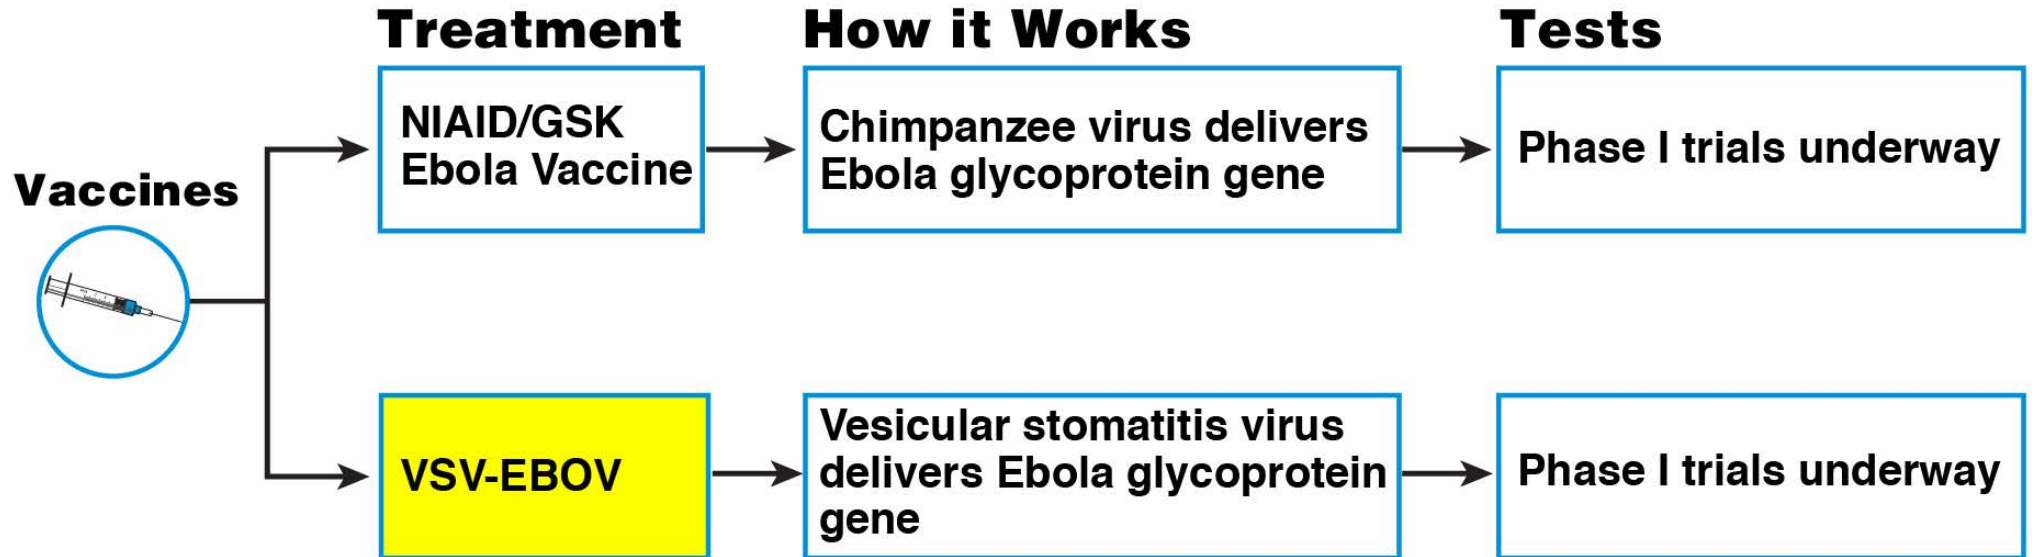 Treatment
How it Works
Tests
Vaccines
NIAID/GSK
Ebola Vaccine
Chimpanzee virus delivers
Ebola glycoprotein gene
Phase I trials underway
VSV-EBOV
Vesicular stomatitis virus
delivers Ebola glycoprotein
gene
Phase I trials underway